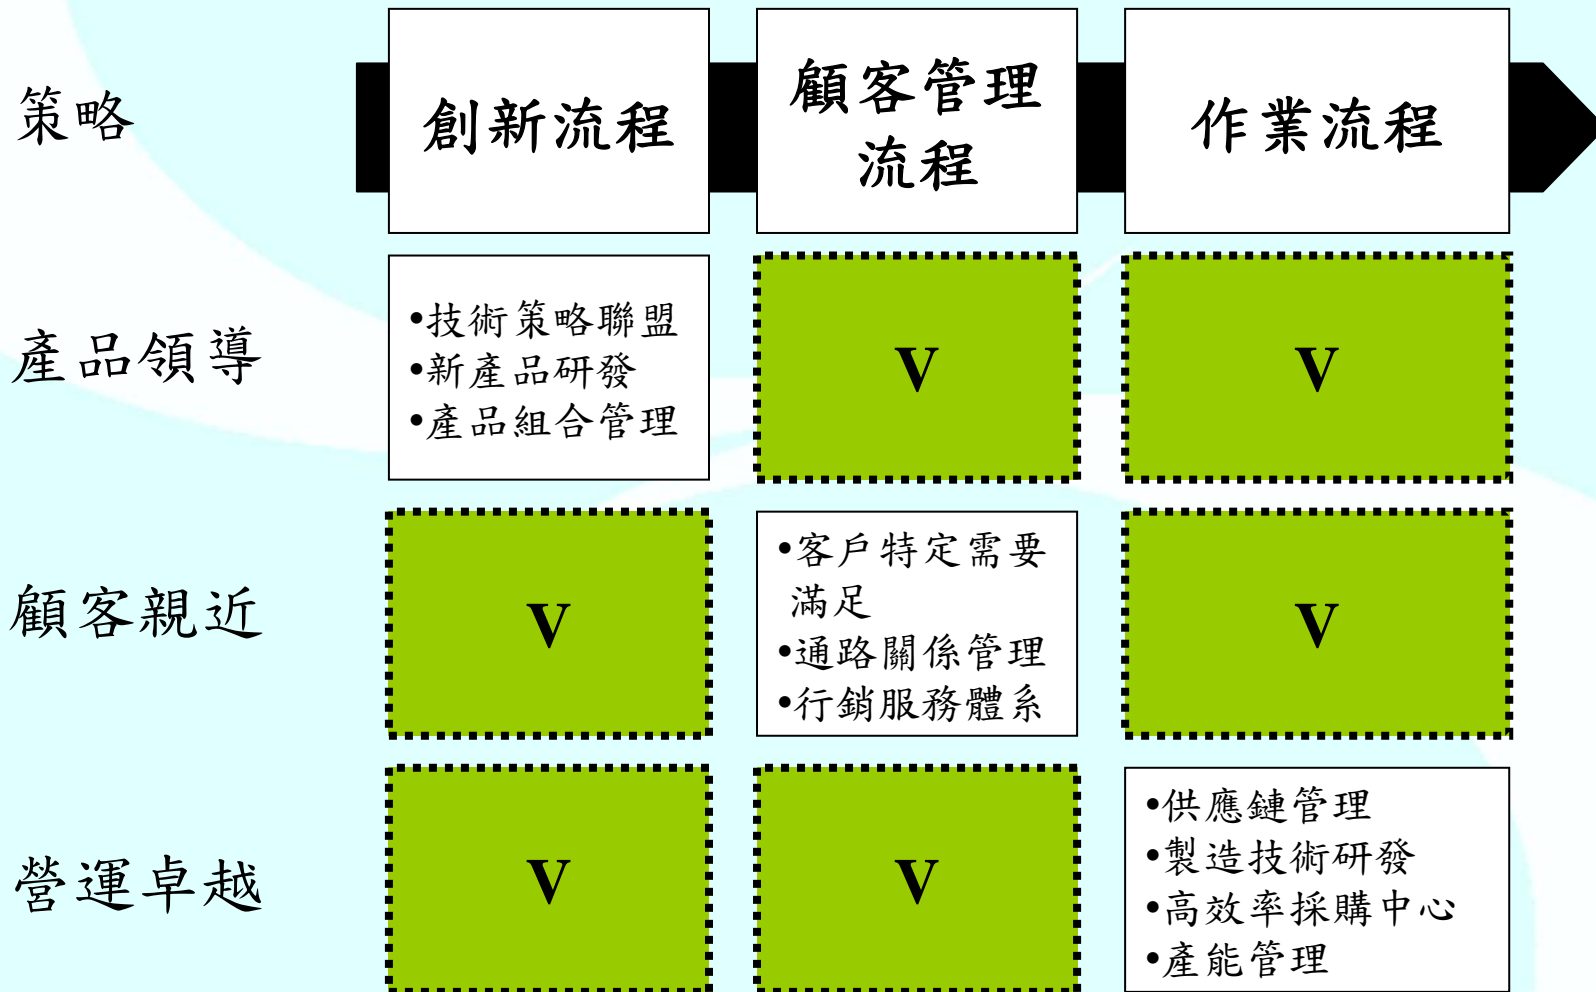 策略
創新流程
顧客管理
流程
作業流程
產品領導
•技術策略聯盟
•新產品研發
•產品組合管理
V
V
顧客親近
V
•客戶特定需要
滿足
•通路關係管理
•行銷服務體系
V
營運卓越
V
V
•供應鏈管理
•製造技術研發
•高效率採購中心
•產能管理